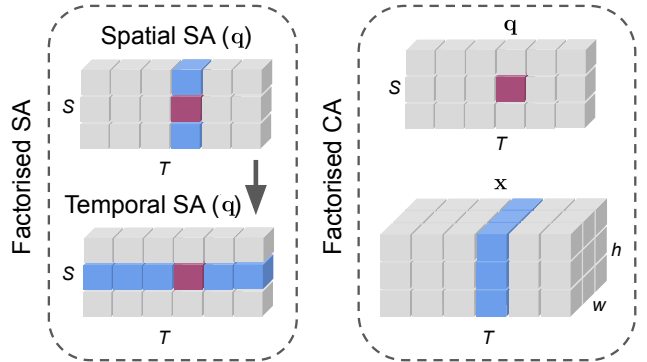 Factorised SA
Spatial SA (q)
S
T
Temporal SA (q)
S
T
Factorised CA
q
S
T
x
h
w
T